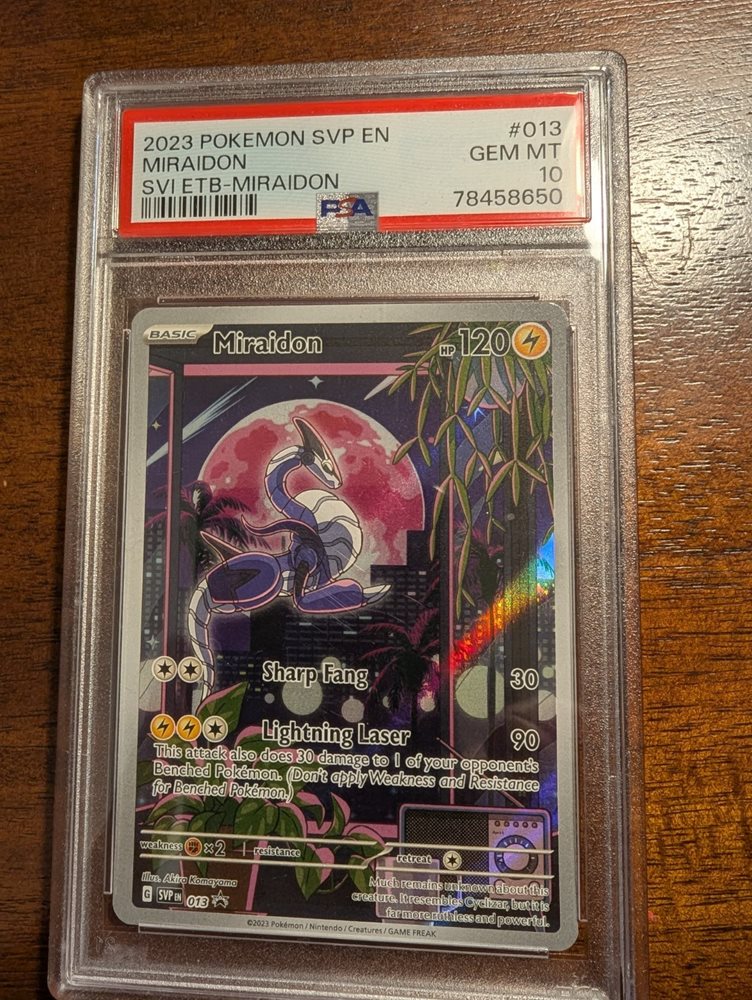 2023 POKEMON SVP EN #013
MIRAIDON GEM MT
SVI ETB-MIRAIDON 10
PSA 78458650
BASIC Miraidon HP 120
Sharp Fang 30
Lightning Laser 90
This attack also does 30 damage to 1 of your opponent's
Benched Pokémon. (Don't apply Weakness and Resistance
for Benched Pokémon.)
weakness ×2 resistance retreat
Illus. Akira Komayama
Much remains unknown about this
creature. It resembles Cyclizar, but it is
far more ruthless and powerful.
G SVP EN 013
©2023 Pokémon / Nintendo / Creatures / GAME FREAK